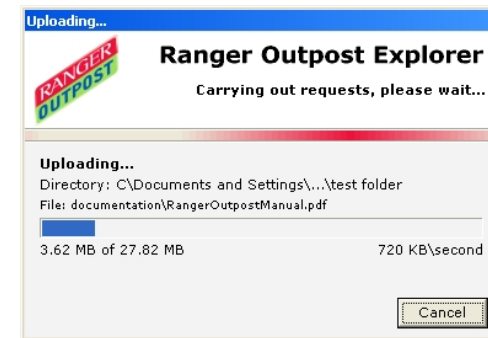 Uploading...
RANGER
OUTPOST
Ranger Outpost Explorer
Carrying out requests, please wait...
Uploading...
Directory: C\Documents and Settings\...\test folder
File: documentation\RangerOutpostManual.pdf
3.62 MB of 27.82 MB 720 KB\second
Cancel